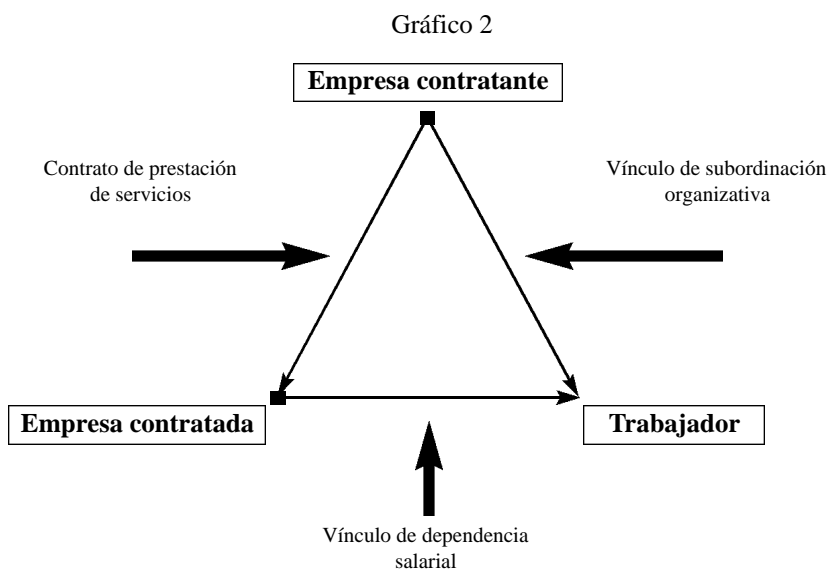 Gráfico 2
Empresa contratante
Contrato de prestación
de servicios
Vínculo de subordinación
organizativa
Empresa contratada
Trabajador
Vínculo de dependencia
salarial